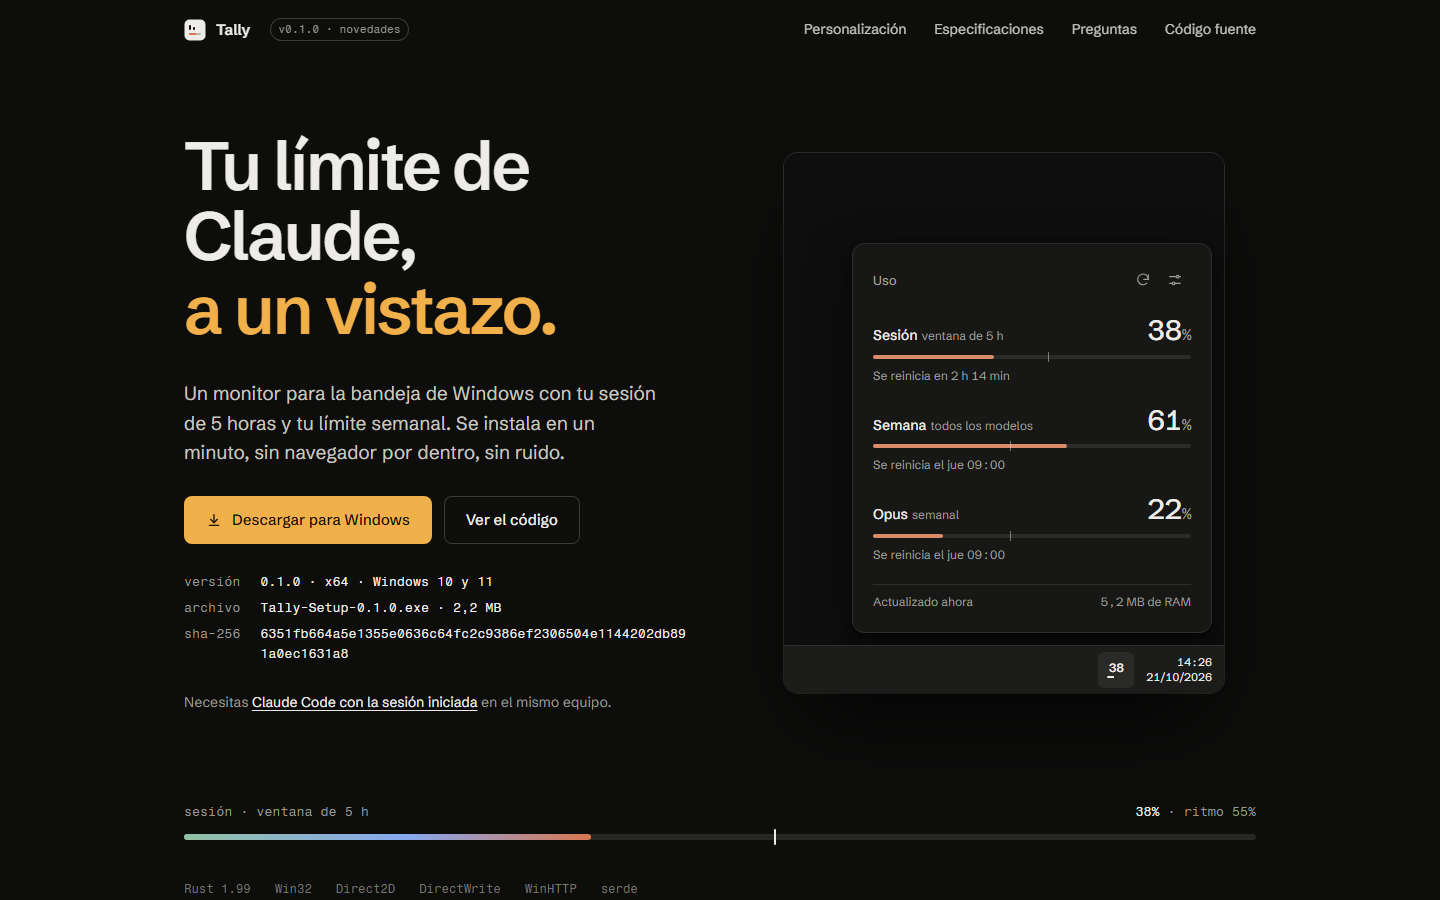 Tally
v0.1.0 · novedades
Personalización
Especificaciones
Preguntas
Código fuente
Tu límite de
Claude,
a un vistazo.
Un monitor para la bandeja de Windows con tu sesión
de 5 horas y tu límite semanal. Se instala en un
minuto, sin navegador por dentro, sin ruido.
Descargar para Windows
Ver el código
versión 0.1.0 · x64 · Windows 10 y 11
archivo Tally-Setup-0.1.0.exe · 2,2 MB
sha-256 6351fb664a5e1355e0636c64fc2c9386ef2306504e1144202db89
1a0ec1631a8
Necesitas Claude Code con la sesión iniciada en el mismo equipo.
Uso
Sesión ventana de 5 h 38%
Se reinicia en 2 h 14 min
Semana todos los modelos 61%
Se reinicia el jue 09:00
Opus semanal 22%
Se reinicia el jue 09:00
Actualizado ahora 5,2 MB de RAM
38
14:26
21/10/2026
sesión · ventana de 5 h 38% · ritmo 55%
Rust 1.99 Win32 Direct2D DirectWrite WinHTTP serde